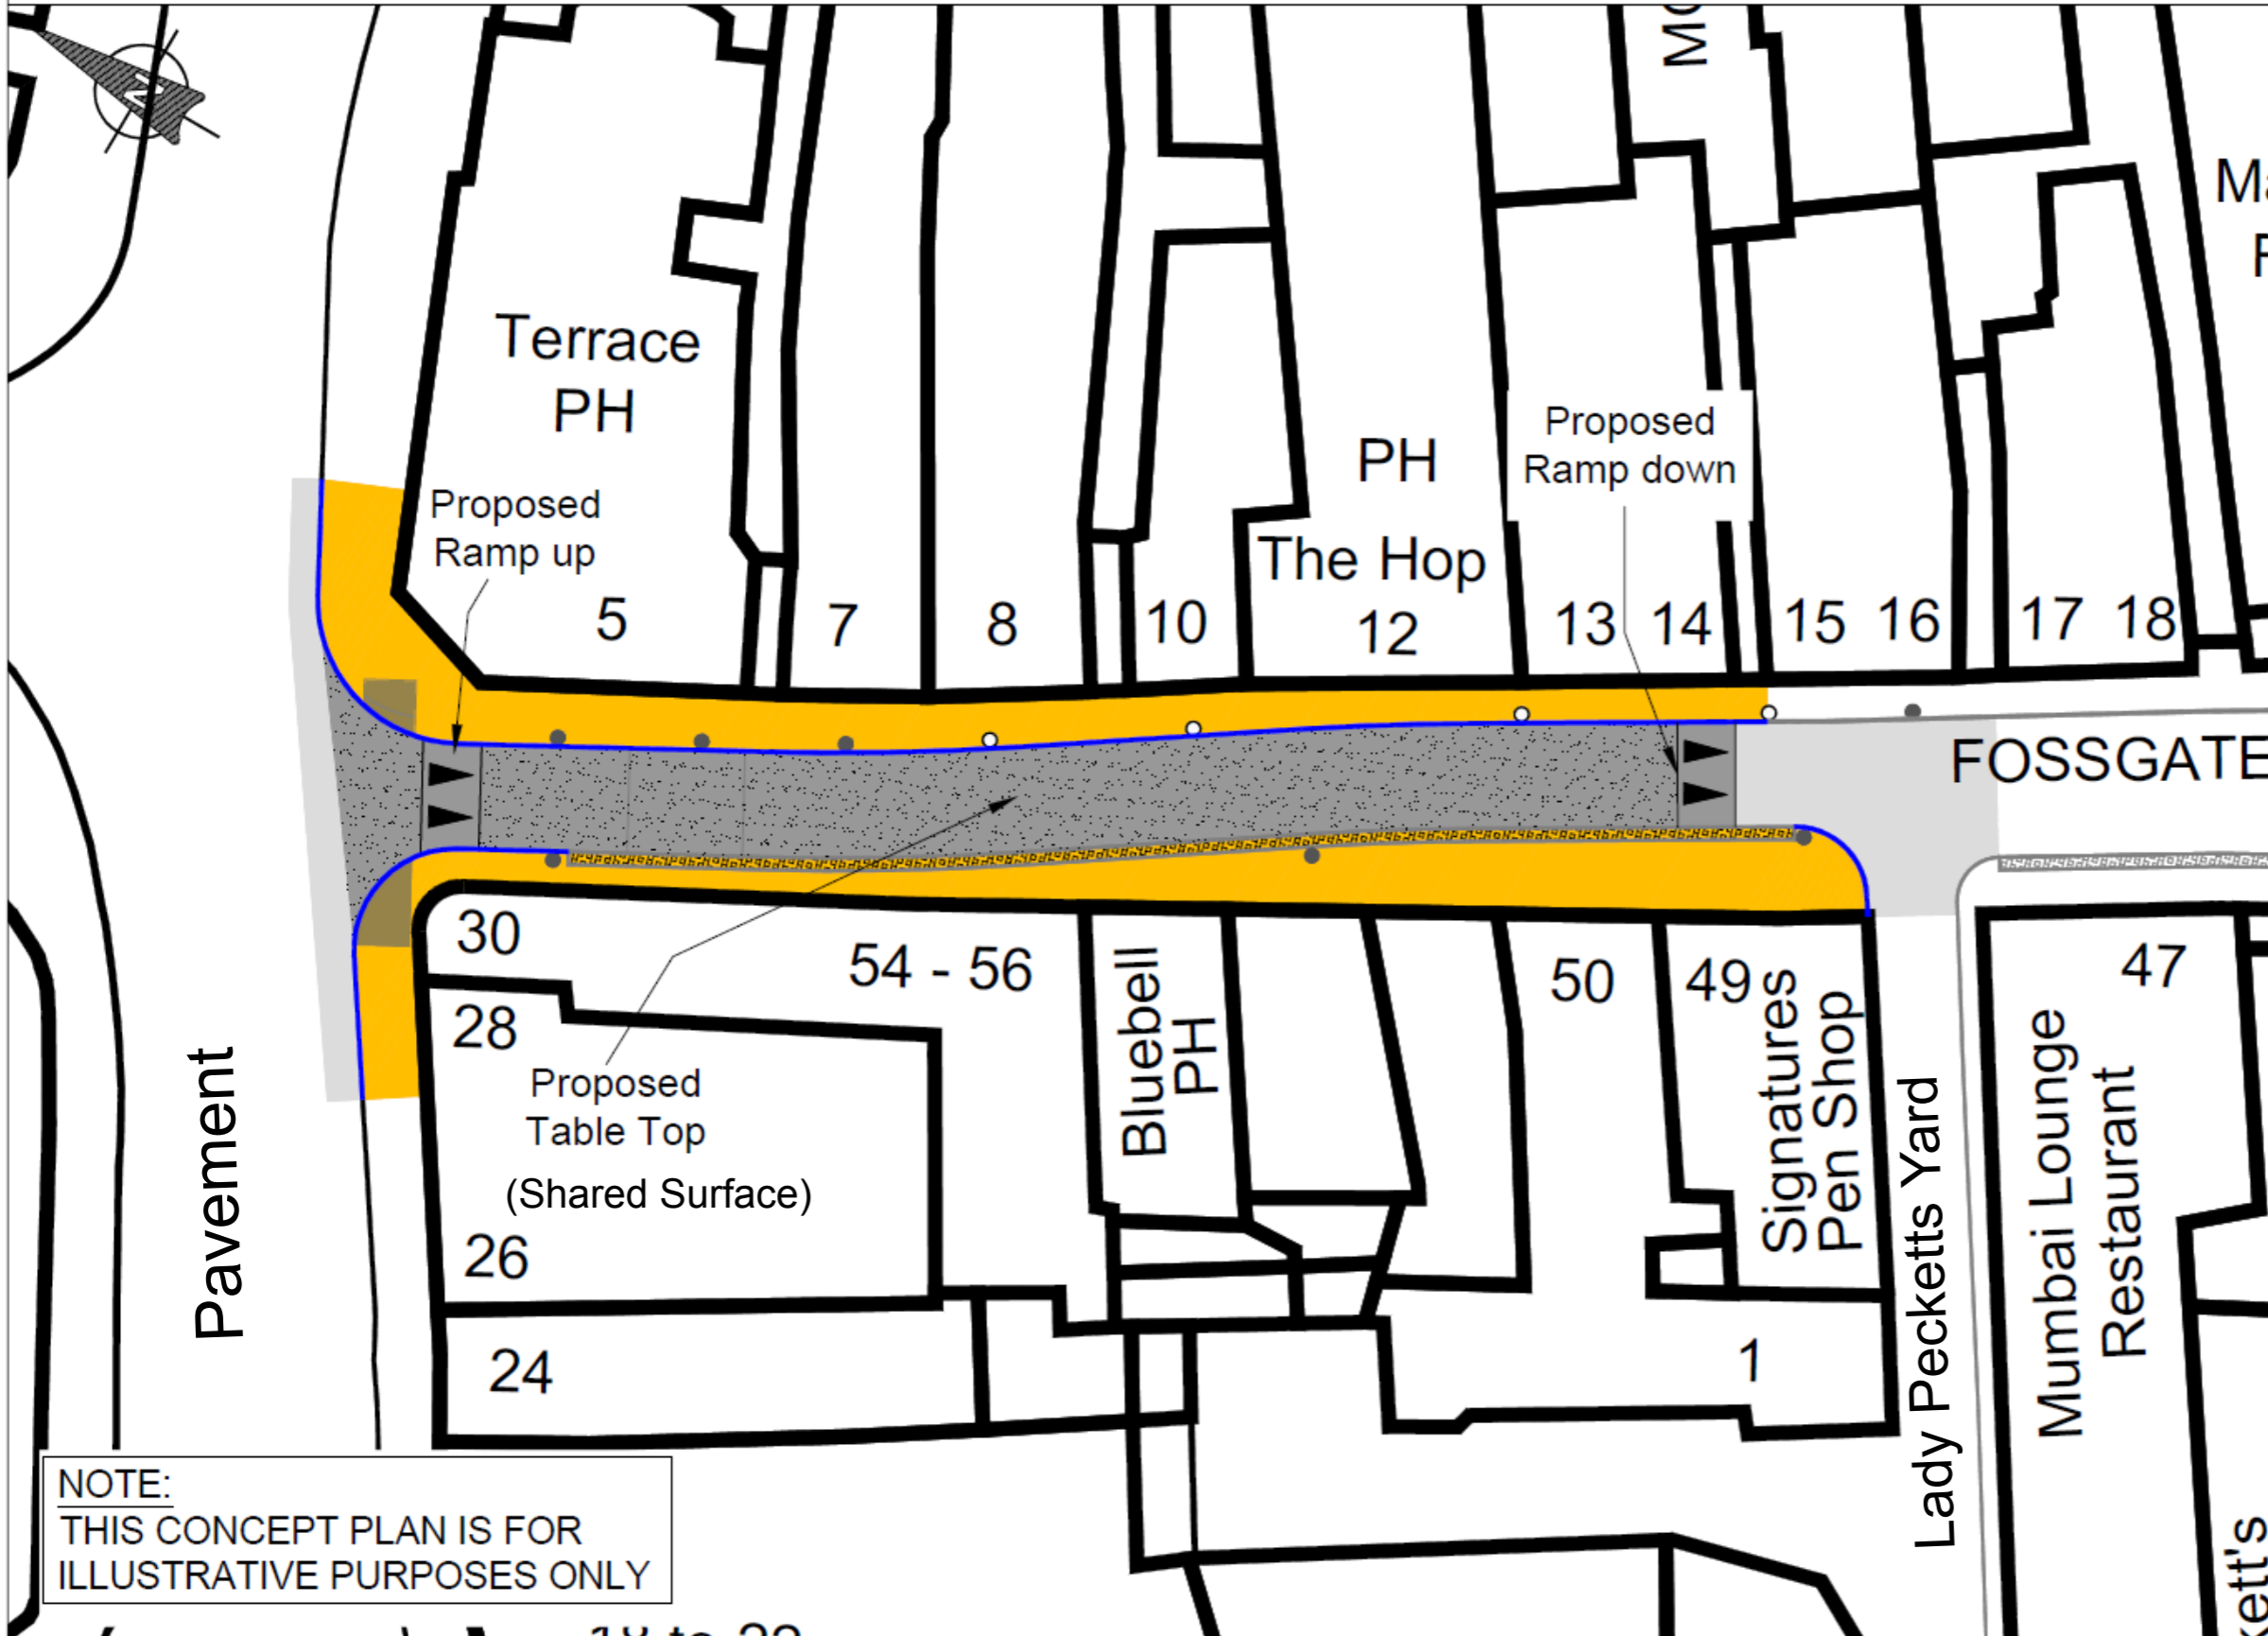 N
Terrace
PH
Proposed
Ramp up
5
7
8
10
PH
The Hop
12
Proposed
Ramp down
13
14
15
16
17
18
FOSSGATE
30
28
26
24
54 - 56
Bluebell
PH
50
49
Signatures
Pen Shop
47
Mumbai Lounge
Restaurant
Lady Pecketts Yard
1
Proposed
Table Top
(Shared Surface)
Pavement
NOTE:
THIS CONCEPT PLAN IS FOR
ILLUSTRATIVE PURPOSES ONLY